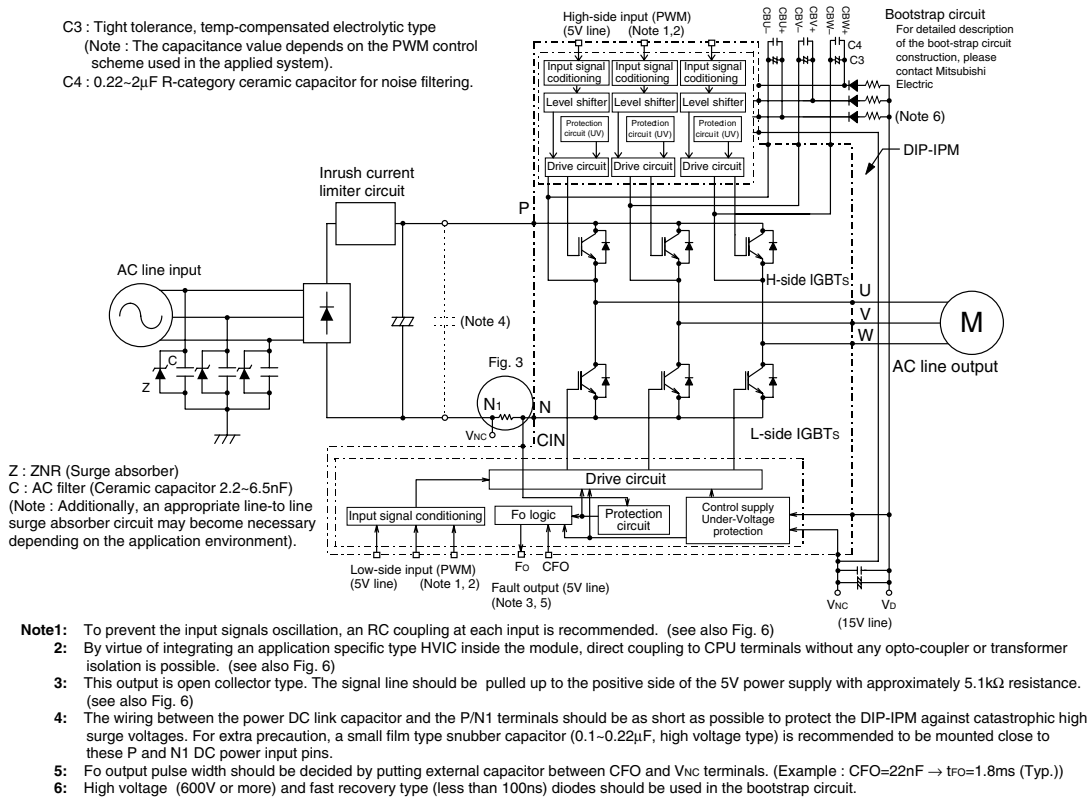 C3 : Tight tolerance, temp-compensated electrolytic type
(Note : The capacitance value depends on the PWM control
scheme used in the applied system).
C4 : 0.22~2μF R-category ceramic capacitor for noise filtering.
High-side input (PWM)
(5V line) (Note 1,2)
CBU–
CBU+
CBV–
CBV+
CBW–
CBW+
C4
C3
Bootstrap circuit
For detailed description
of the boot-strap circuit
construction, please
contact Mitsubishi
Electric
(Note 6)
DIP-IPM
Input signal coditioning
Input signal coditioning
Input signal coditioning
Level shifter
Level shifter
Level shifter
Protection circuit (UV)
Protection circuit (UV)
Protection circuit (UV)
Drive circuit
Drive circuit
Drive circuit
Inrush current
limiter circuit
P
AC line input
H-side IGBTS
U
V
W
M
AC line output
(Note 4)
C
Z
Fig. 3
N1
N
VNC
CIN
L-side IGBTS
Z : ZNR (Surge absorber)
C : AC filter (Ceramic capacitor 2.2~6.5nF)
(Note : Additionally, an appropriate line-to line
surge absorber circuit may become necessary
depending on the application environment).
Drive circuit
Input signal conditioning
Fo logic
Protection
circuit
Control supply
Under-Voltage
protection
Low-side input (PWM)
(5V line) (Note 1, 2)
FO CFO
Fault output (5V line)
(Note 3, 5)
VNC VD
(15V line)
Note1: To prevent the input signals oscillation, an RC coupling at each input is recommended. (see also Fig. 6)
2: By virtue of integrating an application specific type HVIC inside the module, direct coupling to CPU terminals without any opto-coupler or transformer
isolation is possible. (see also Fig. 6)
3: This output is open collector type. The signal line should be pulled up to the positive side of the 5V power supply with approximately 5.1kΩ resistance.
(see also Fig. 6)
4: The wiring between the power DC link capacitor and the P/N1 terminals should be as short as possible to protect the DIP-IPM against catastrophic high
surge voltages. For extra precaution, a small film type snubber capacitor (0.1~0.22μF, high voltage type) is recommended to be mounted close to
these P and N1 DC power input pins.
5: Fo output pulse width should be decided by putting external capacitor between CFO and VNC terminals. (Example : CFO=22nF → tFO=1.8ms (Typ.))
6: High voltage (600V or more) and fast recovery type (less than 100ns) diodes should be used in the bootstrap circuit.